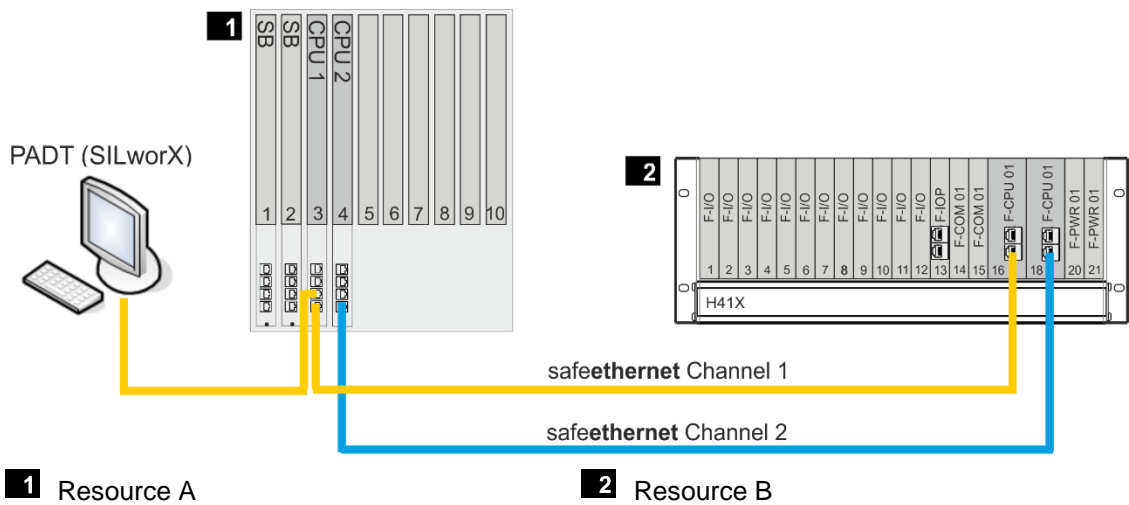 1
SB
SB
CPU 1
CPU 2
1 2 3 4 5 6 7 8 9 10
PADT (SILworX)
2
F-I/O
F-I/O
F-I/O
F-I/O
F-I/O
F-I/O
F-I/O
F-I/O
F-I/O
F-I/O
F-I/O
F-I/O
F-IOP
F-COM 01
F-COM 01
F-CPU 01
F-CPU 01
F-PWR 01
F-PWR 01
1 2 3 4 5 6 7 8 9 10 11 12 13 14 15 16 18 20 21
H41X
safeethernet Channel 1
safeethernet Channel 2
1 Resource A
2 Resource B